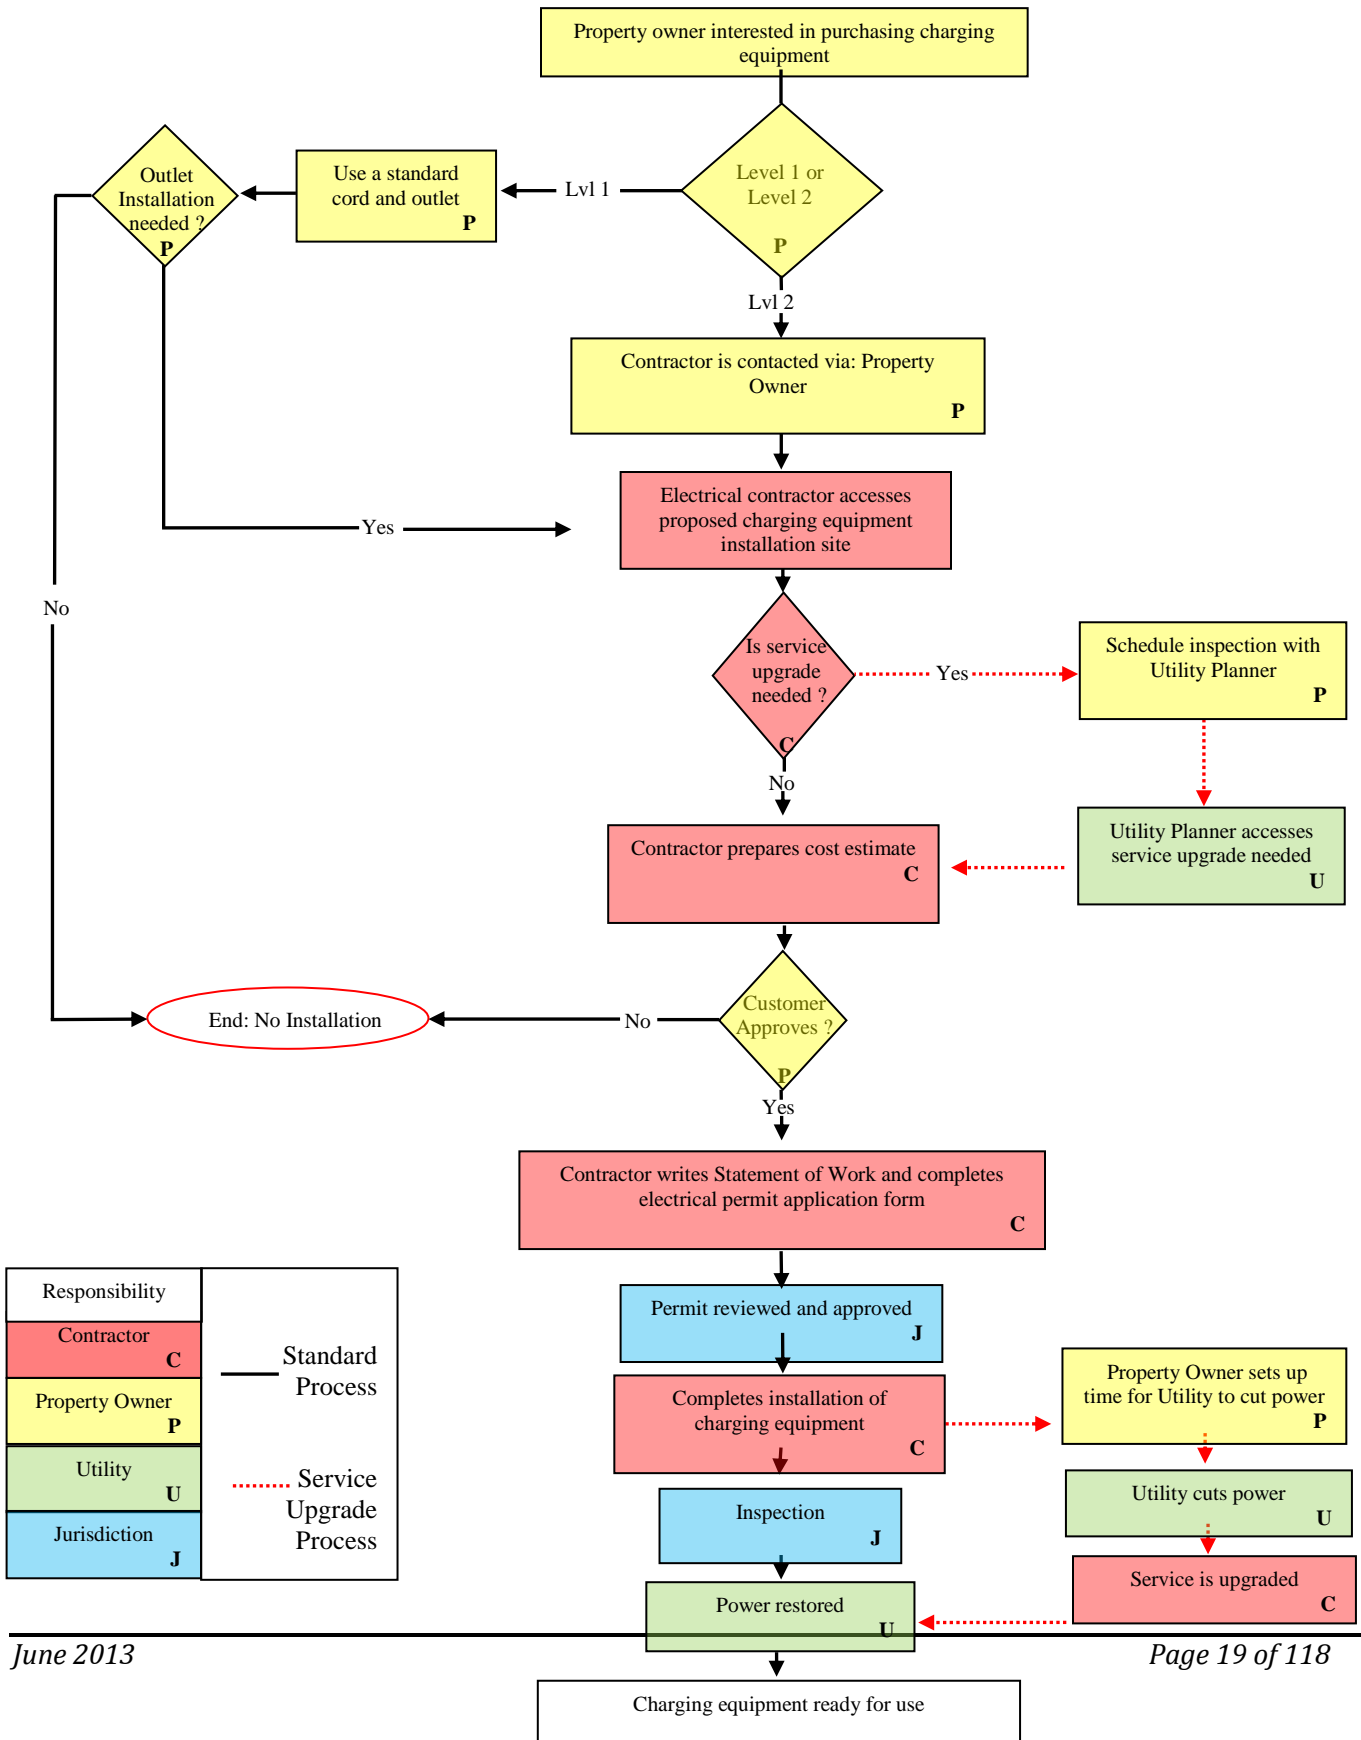 Property owner interested in purchasing charging
equipment
Level 1 or
Level 2
P
Lvl 1
Use a standard
cord and outlet
P
Outlet
Installation
needed ?
P
Lvl 2
Contractor is contacted via: Property
Owner
P
Electrical contractor accesses
proposed charging equipment
installation site
Yes
No
Is service
upgrade
needed ?
C
Yes
Schedule inspection with
Utility Planner
P
No
Utility Planner accesses
service upgrade needed
U
Contractor prepares cost estimate
C
Customer
Approves ?
P
No
End: No Installation
Yes
Contractor writes Statement of Work and completes
electrical permit application form
C
Permit reviewed and approved
J
Completes installation of
charging equipment
C
Property Owner sets up
time for Utility to cut power
P
Utility cuts power
U
Inspection
J
Service is upgraded
C
Power restored
U
Responsibility
Contractor
C
Property Owner
P
Utility
U
Jurisdiction
J
Standard
Process
Service
Upgrade
Process
June 2013
Page 19 of 118
Charging equipment ready for use